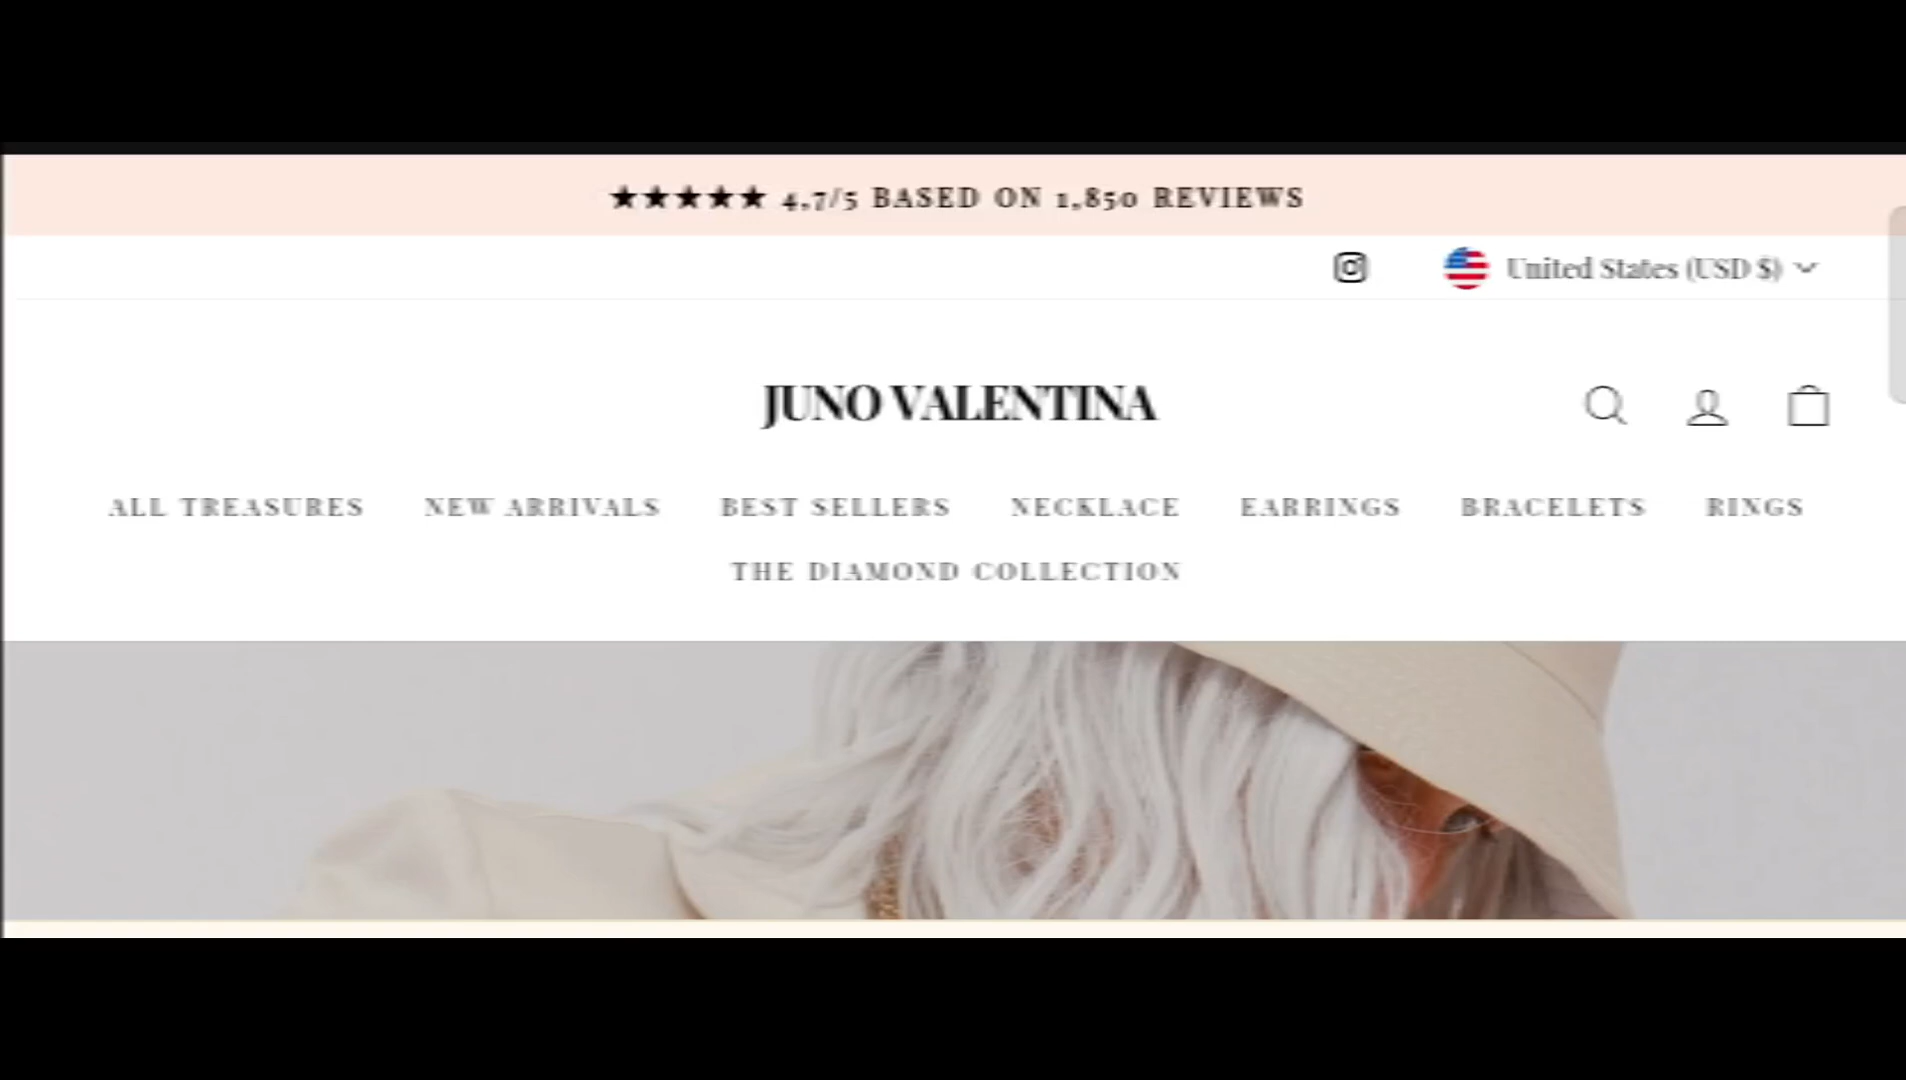 ★★★★★ 4.7/5 BASED ON 1,850 REVIEWS
United States (USD $)
JUNO VALENTINA
ALL TREASURES NEW ARRIVALS BEST SELLERS NECKLACE EARRINGS BRACELETS RINGS
THE DIAMOND COLLECTION